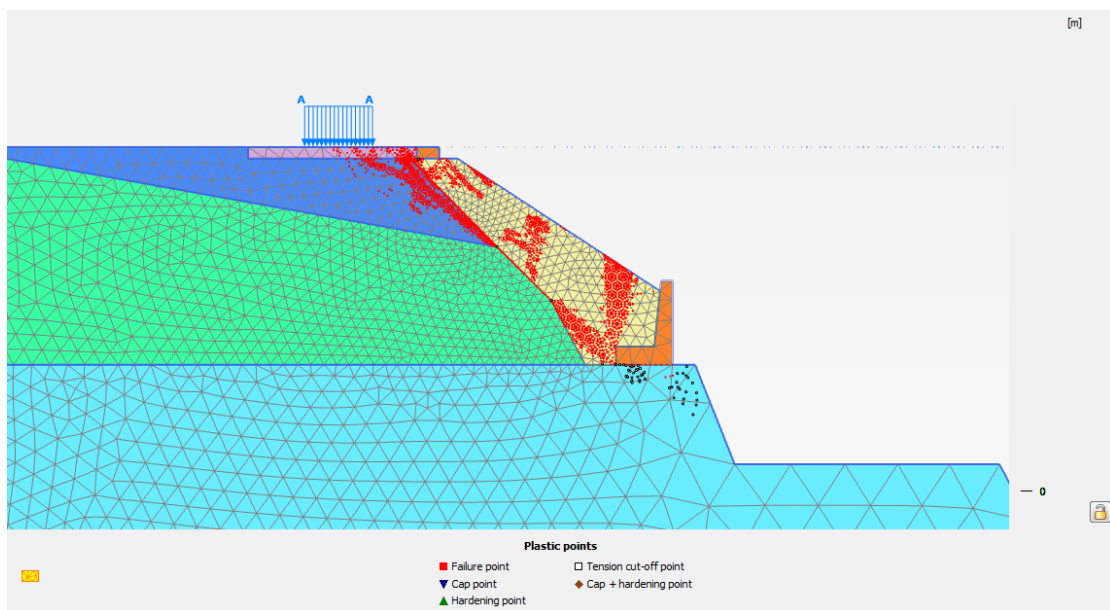 [m]
A A
0
Plastic points
Failure point
Tension cut-off point
Cap point
Cap + hardening point
Hardening point